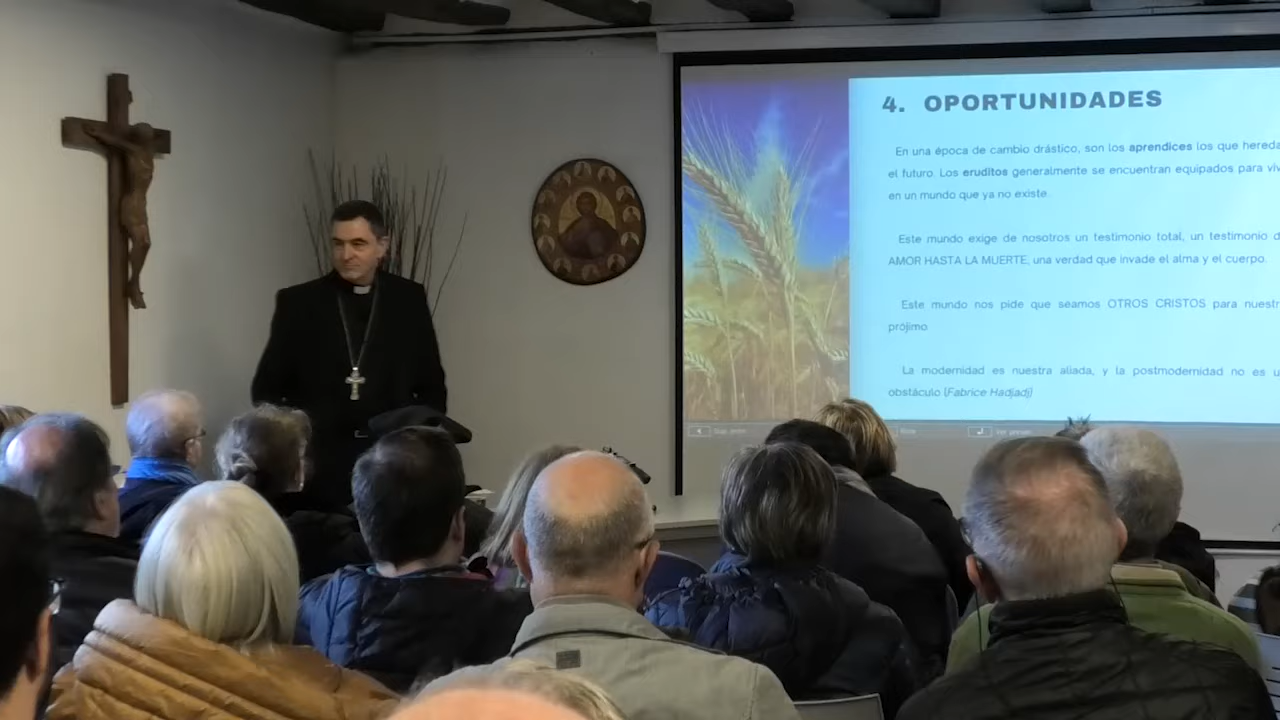 4. OPORTUNIDADES
En una época de cambio drástico, son los aprendices los que hereda
el futuro. Los eruditos generalmente se encuentran equipados para viv
en un mundo que ya no existe.
Este mundo exige de nosotros un testimonio total, un testimonio d
AMOR HASTA LA MUERTE, una verdad que invade el alma y el cuerpo.
Este mundo nos pide que seamos OTROS CRISTOS para nuestr
prójimo
La modernidad es nuestra aliada, y la postmodernidad no es u
obstáculo (Fabrice Hadjadj)